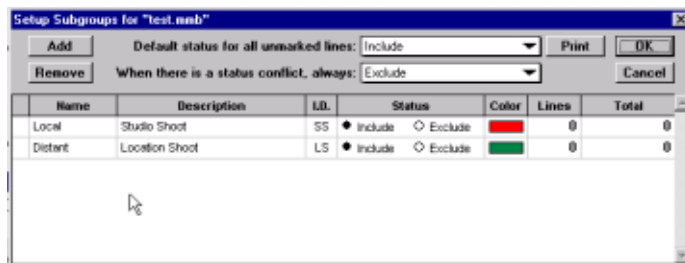 Setup Subgroups for "test.mmb"
Add Default status for all unmarked lines: Include Print OK
Remove When there is a status conflict, always: Exclude Cancel
Name Description I.D. Status Color Lines Total
Local Studio Shoot SS Include Exclude 0 0
Distant Location Shoot LS Include Exclude 0 0